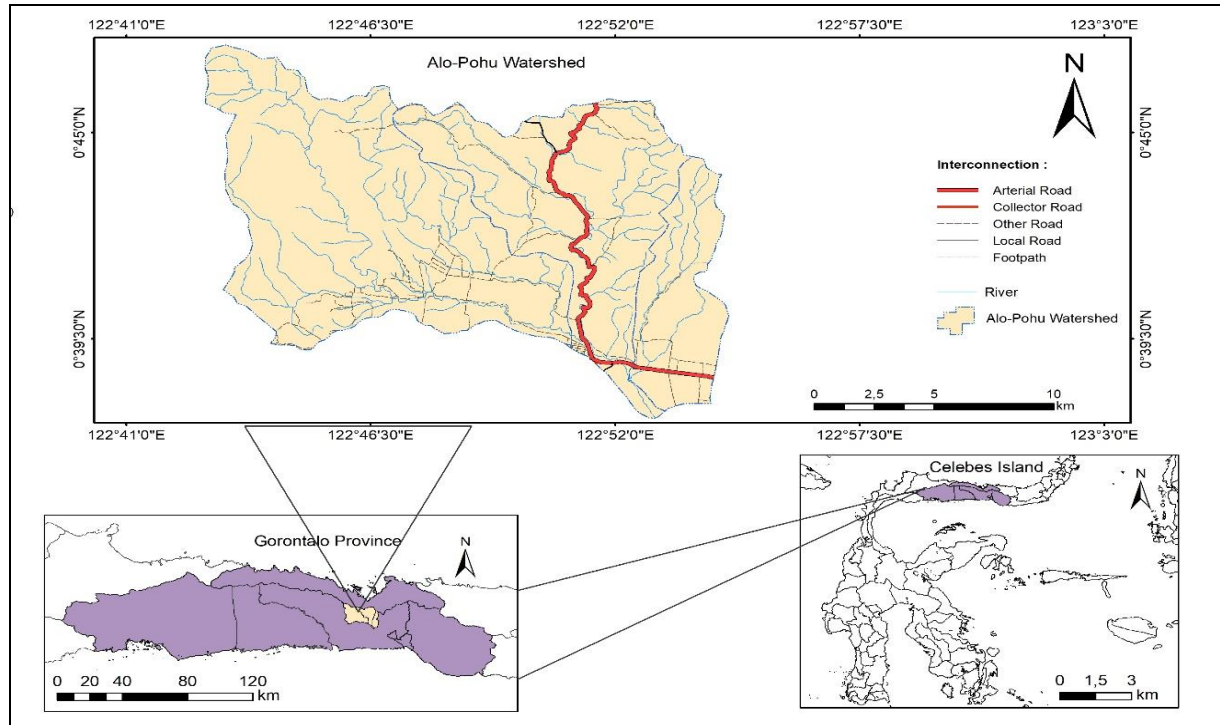 122°41'0"E 122°46'30"E 122°52'0"E 122°57'30"E 123°3'0"E
Alo-Pohu Watershed
N
0°45'0"N
0°45'0"N
Interconnection :
Arterial Road
Collector Road
Other Road
Local Road
Footpath
River
Alo-Pohu Watershed
0°39'30"N
0°39'30"N
0 2,5 5 10
km
122°41'0"E 122°46'30"E 122°52'0"E 122°57'30"E 123°3'0"E
Gorontalo Province
N
0 20 40 80 120
km
Celebes Island
N
0 1,5 3
km